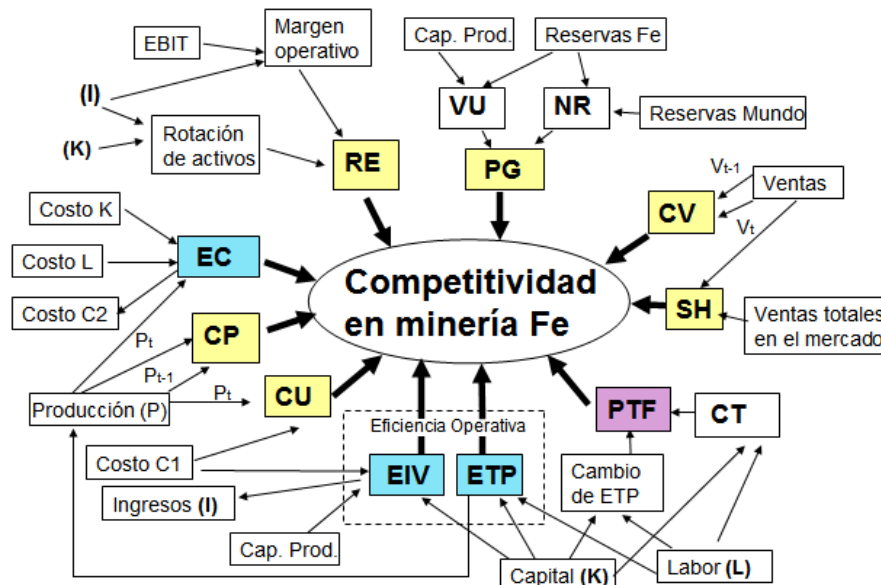 EBIT
Margen
operativo
Cap. Prod.
Reservas Fe
(I)
(K)
Rotación
de activos
RE
VU
NR
Reservas Mundo
PG
Vt-1
Ventas
CV
Vt
Costo K
Costo L
EC
Costo C2
Competitividad
en minería Fe
SH
Ventas totales
en el mercado
Pt
CP
Pt-1
Producción (P)
Pt
CU
PTF
CT
Eficiencia Operativa
Costo C1
EIV
ETP
Cambio
de ETP
Ingresos (I)
Cap. Prod.
Capital (K)
Labor (L)